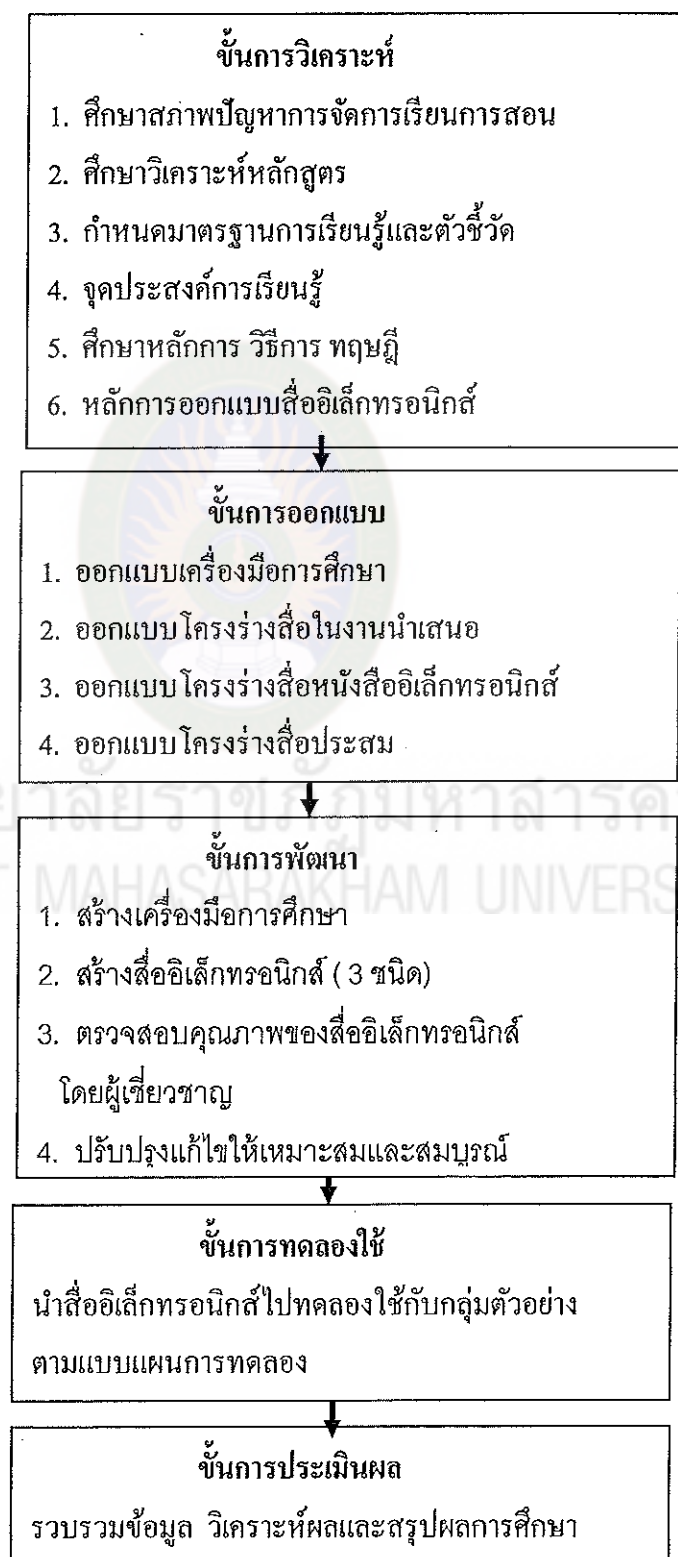 ขั้นการวิเคราะห์
1. ศึกษาสภาพปัญหาการจัดการเรียนการสอน
2. ศึกษาวิเคราะห์หลักสูตร
3. กำหนดมาตรฐานการเรียนรู้และตัวชี้วัด
4. จุดประสงค์การเรียนรู้
5. ศึกษาหลักการ วิธีการ ทฤษฎี
6. หลักการออกแบบสื่ออิเล็กทรอนิกส์
ขั้นการออกแบบ
1. ออกแบบเครื่องมือการศึกษา
2. ออกแบบโครงร่างสื่อในงานนำเสนอ
3. ออกแบบโครงร่างสื่อหนังสืออิเล็กทรอนิกส์
4. ออกแบบโครงร่างสื่อประสม
ยาลัยราชภัฏมหาสารค
MAHASARAKHAM UNIVERS
ขั้นการพัฒนา
1. สร้างเครื่องมือการศึกษา
2. สร้างสื่ออิเล็กทรอนิกส์ ( 3 ชนิด)
3. ตรวจสอบคุณภาพของสื่ออิเล็กทรอนิกส์
โดยผู้เชี่ยวชาญ
4. ปรับปรุงแก้ไขให้เหมาะสมและสมบูรณ์
ขั้นการทดลองใช้
นำสื่ออิเล็กทรอนิกส์ไปทดลองใช้กับกลุ่มตัวอย่าง
ตามแบบแผนการทดลอง
ขั้นการประเมินผล
รวบรวมข้อมูล วิเคราะห์ผลและสรุปผลการศึกษา